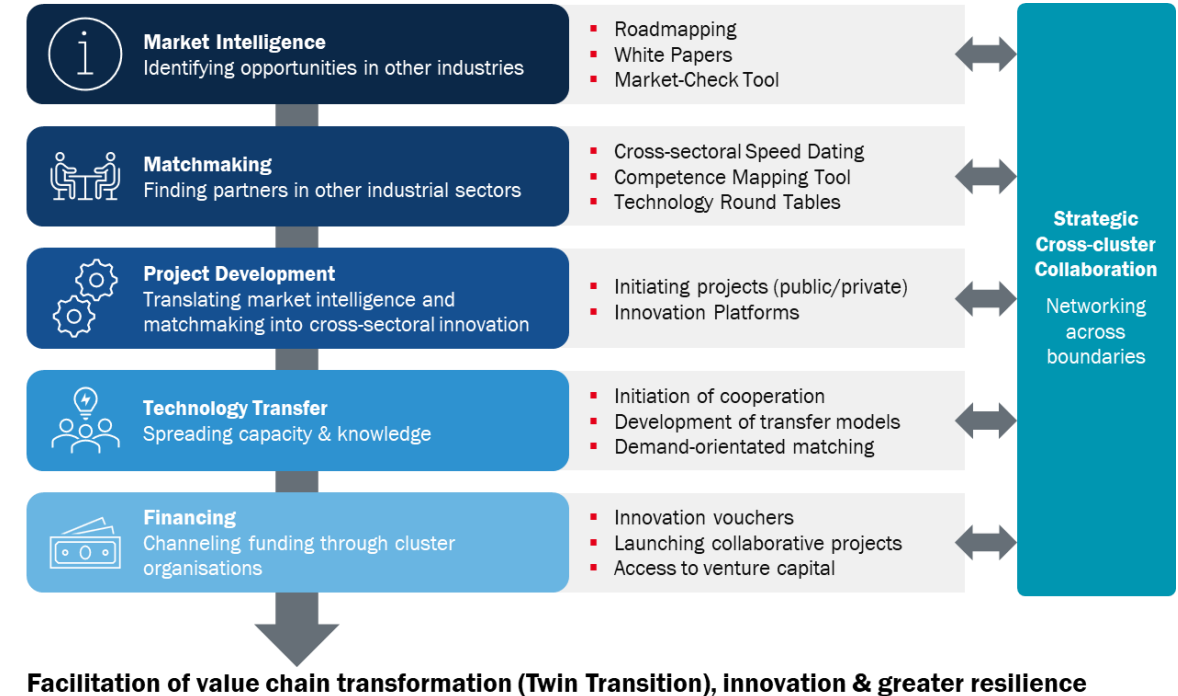 Market Intelligence
Identifying opportunities in other industries
Roadmapping
White Papers
Market-Check Tool
Matchmaking
Finding partners in other industrial sectors
Cross-sectoral Speed Dating
Competence Mapping Tool
Technology Round Tables
Project Development
Translating market intelligence and
matchmaking into cross-sectoral innovation
Initiating projects (public/private)
Innovation Platforms
Technology Transfer
Spreading capacity & knowledge
Initiation of cooperation
Development of transfer models
Demand-orientated matching
Financing
Channeling funding through cluster
organisations
Innovation vouchers
Launching collaborative projects
Access to venture capital
Strategic
Cross-cluster
Collaboration
Networking
across
boundaries
Facilitation of value chain transformation (Twin Transition), innovation & greater resilience